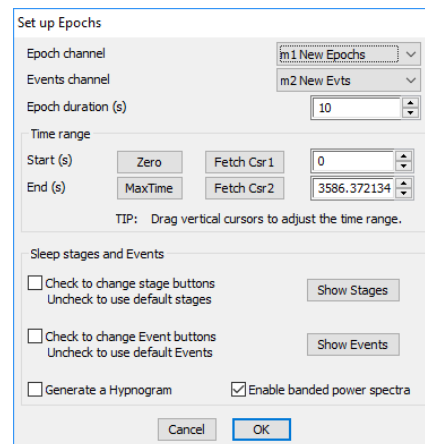 Set up Epochs
Epoch channel m1 New Epochs
Events channel m2 New Evts
Epoch duration (s) 10
Time range
Start (s) Zero Fetch Csr1 0
End (s) MaxTime Fetch Csr2 3586.372134
TIP: Drag vertical cursors to adjust the time range.
Sleep stages and Events
Check to change stage buttons
Uncheck to use default stages
Show Stages
Check to change Event buttons
Uncheck to use default Events
Show Events
Generate a Hypnogram Enable banded power spectra
Cancel OK